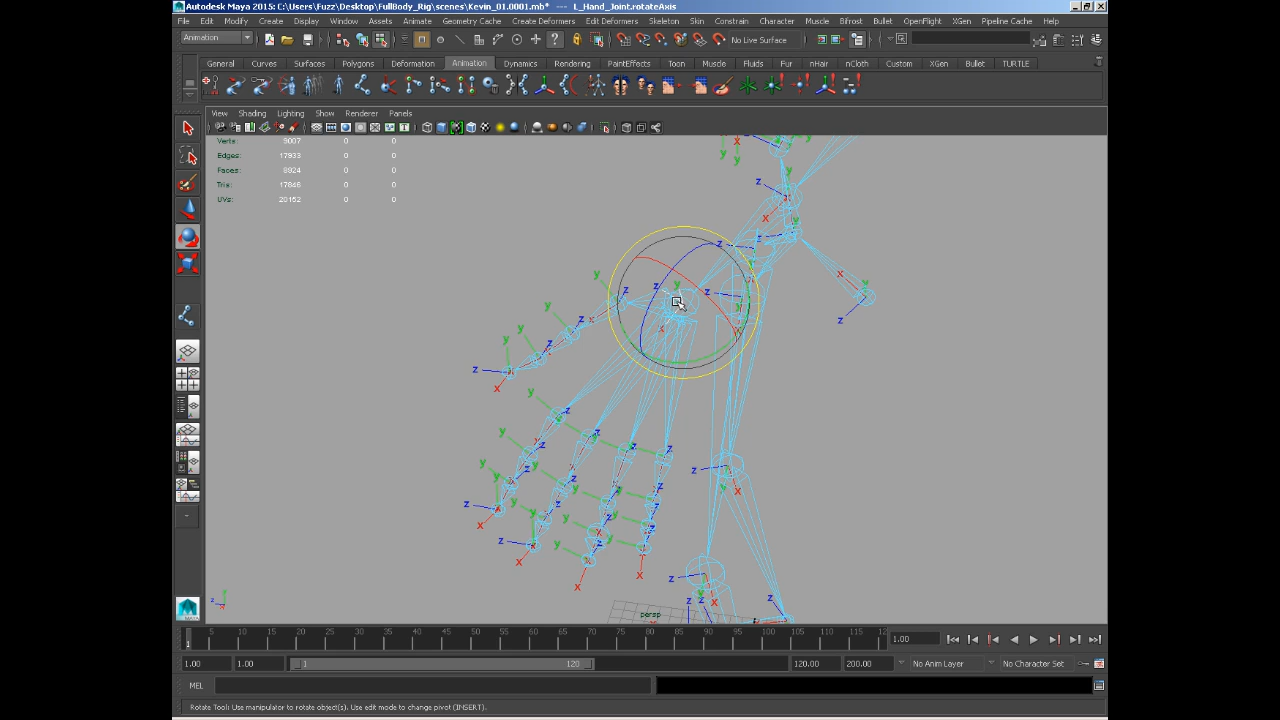 Autodesk Maya 2015: C:\Users\Fuzz\Desktop\FullBody_Rig\scenes\Kevin_01.0001.mb* --- L_Hand_Joint.rotateAxis
File Edit Modify Create Display Window Assets Animate Geometry Cache Create Deformers Edit Deformers Skeleton Skin Constrain Character Muscle Bifrost Bullet OpenFlight XGen Pipeline Cache Help
Animation No Live Surface
General Curves Surfaces Polygons Deformation Animation Dynamics Rendering PaintEffects Toon Muscle Fluids Fur nHair nCloth Custom XGen Bullet TURTLE
View Shading Lighting Show Renderer Panels
Verts: 9007 0 0
Edges: 17933 0 0
Faces: 8924 0 0
Tris: 17846 0 0
UVs: 20152 0 0
persp
5 10 15 20 25 30 35 40 45 50 55 60 65 70 75 80 85 90 95 100 105 110 115 12 1.00
1
1.00 1.00 1 120 120.00 200.00 No Anim Layer No Character Set
MEL
Rotate Tool: Use manipulator to rotate object(s). Use edit mode to change pivot (INSERT).